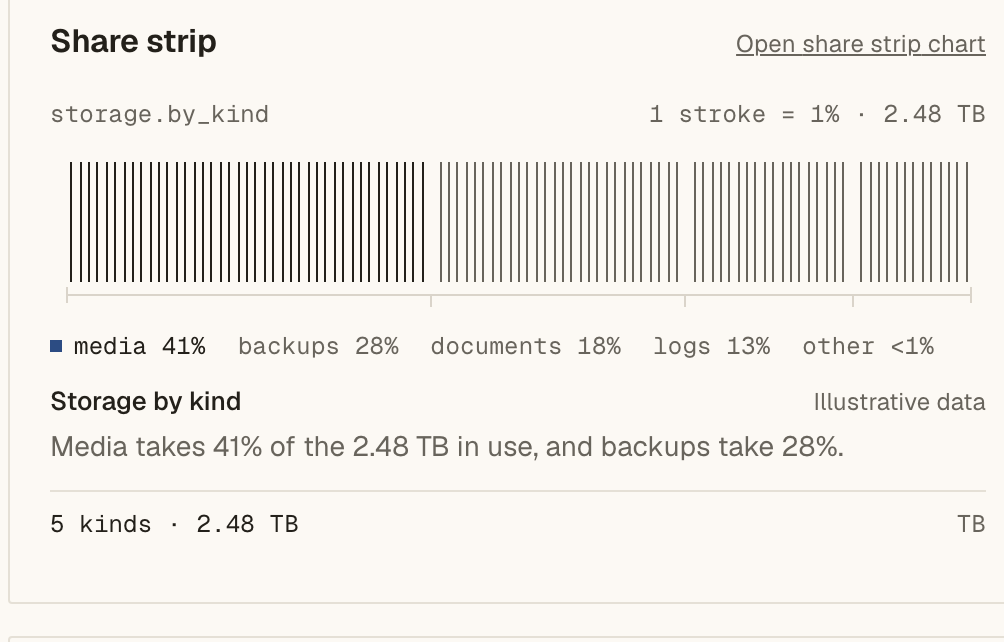 Share strip
Open share strip chart
storage.by_kind
1 stroke = 1% · 2.48 TB
media 41% backups 28% documents 18% logs 13% other <1%
Storage by kind
Illustrative data
Media takes 41% of the 2.48 TB in use, and backups take 28%.
5 kinds · 2.48 TB
TB